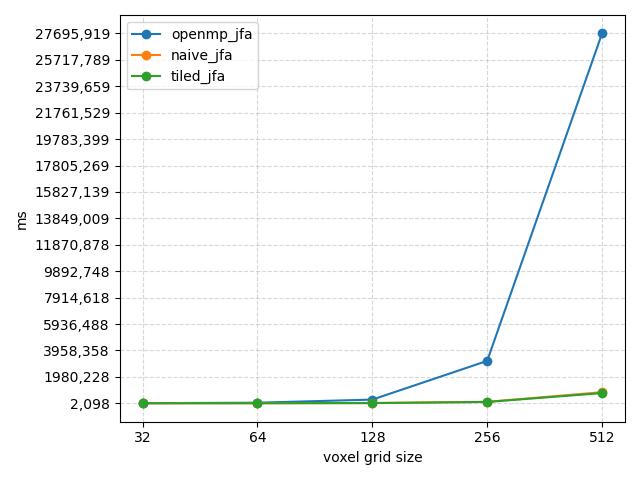 27695,919
25717,789
23739,659
21761,529
19783,399
17805,269
15827,139
13849,009
11870,878
9892,748
7914,618
5936,488
3958,358
1980,228
2,098
ms
openmp_jfa
naive_jfa
tiled_jfa
32 64 128 256 512
voxel grid size